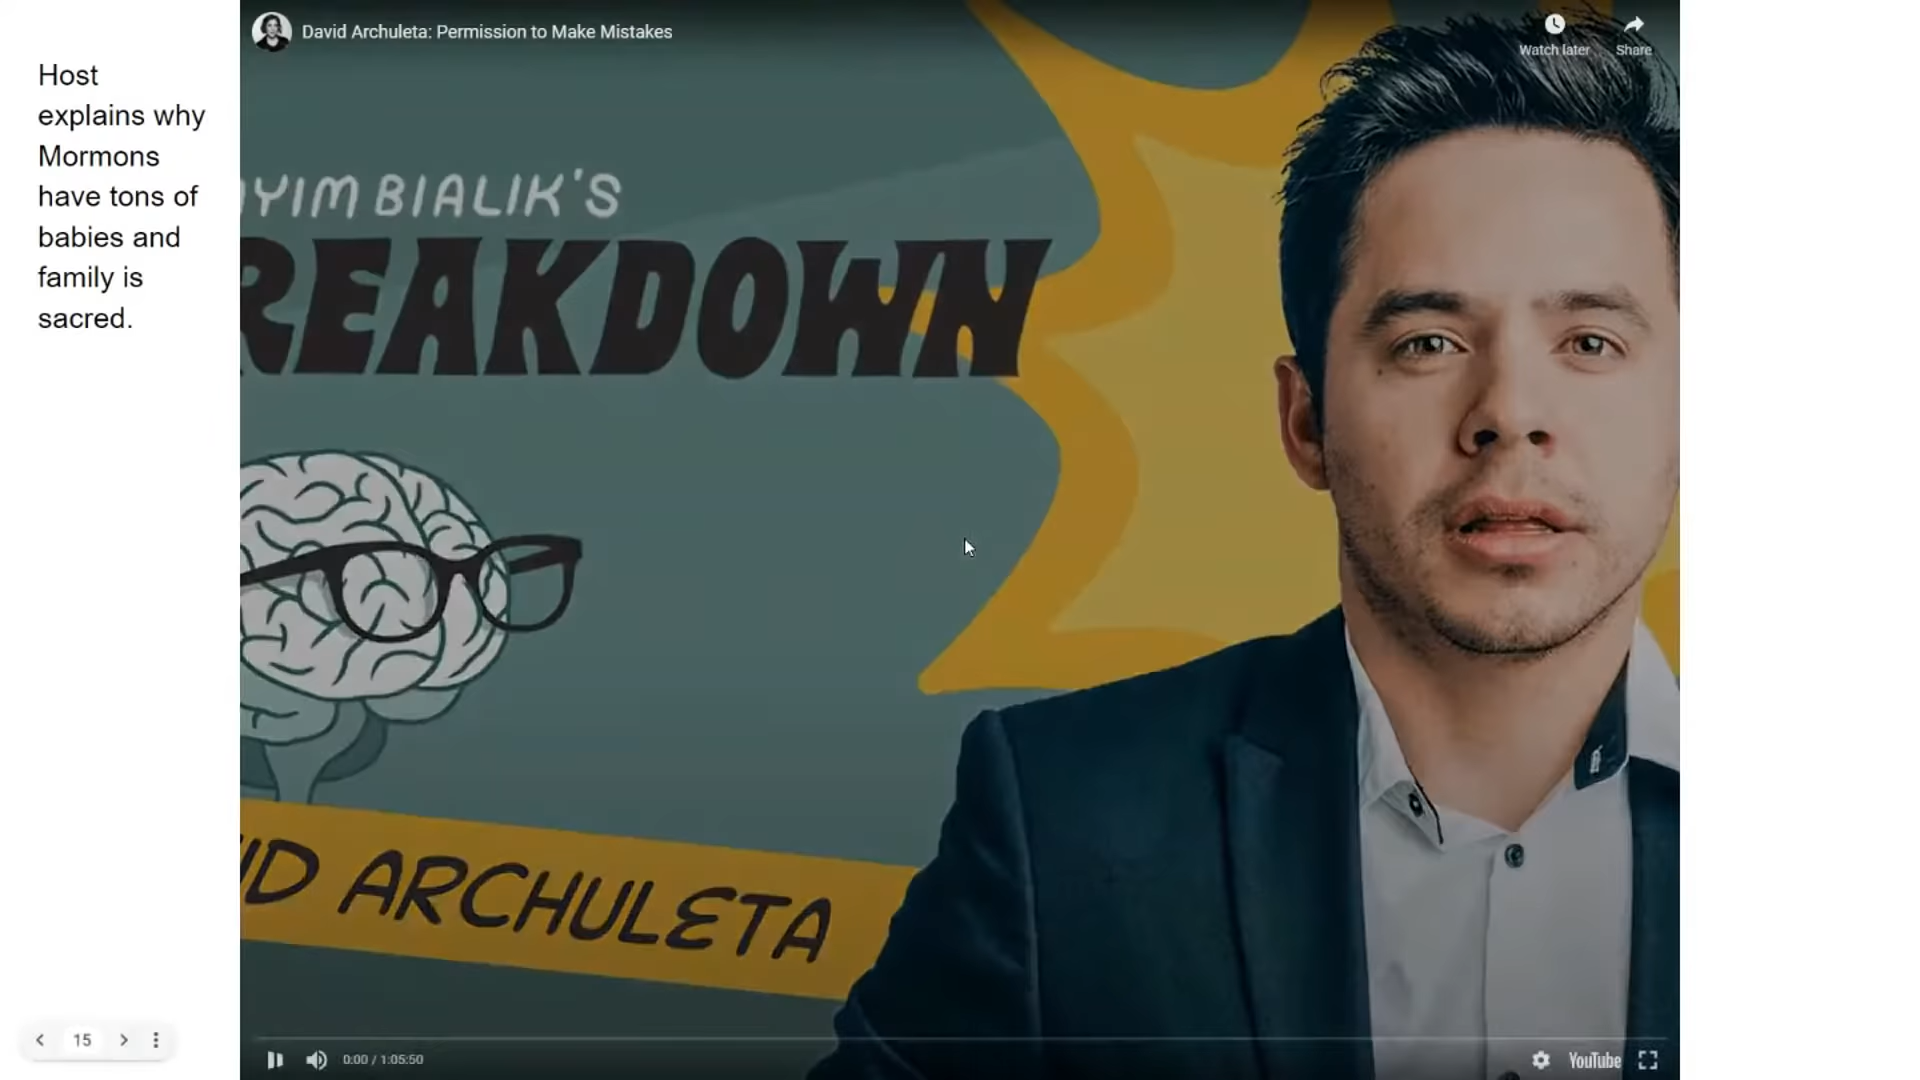 David Archuleta: Permission to Make Mistakes
Watch later
Share
Host
explains why
Mormons
have tons of
babies and
family is
sacred.
YIM BIALIK'S
REAKDOWN
ID ARCHULETA
15
0:00 / 1:05:50
YouTube